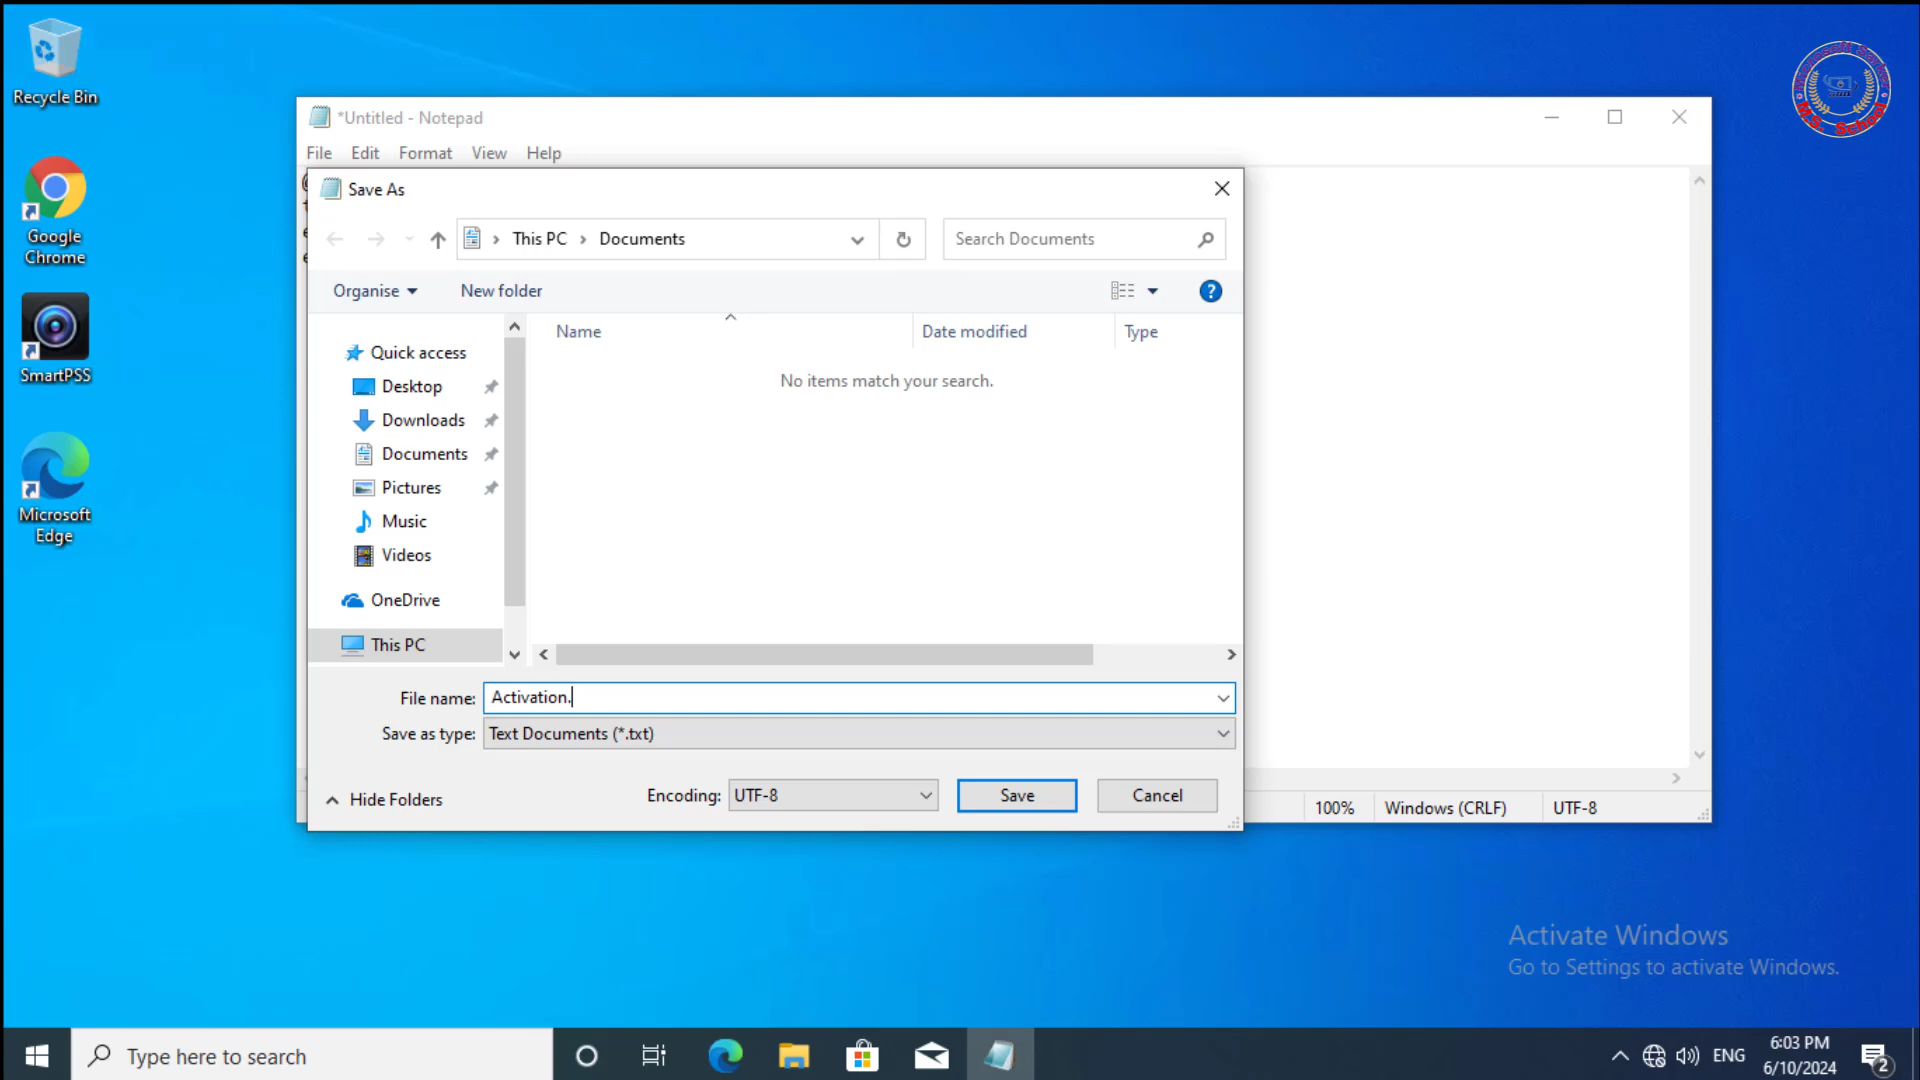 Recycle Bin
Google
Chrome
SmartPSS
Microsoft
Edge
M.S. School
*Untitled - Notepad
File Edit Format View Help
Save As
This PC Documents
Search Documents
Organise New folder
Name Date modified Type
No items match your search.
Quick access
Desktop
Downloads
Documents
Pictures
Music
Videos
OneDrive
This PC
File name: Activation.
Save as type: Text Documents (*.txt)
Hide Folders
Encoding: UTF-8 Save Cancel
100% Windows (CRLF) UTF-8
Activate Windows
Go to Settings to activate Windows.
Type here to search
ENG
6:03 PM
6/10/2024
2